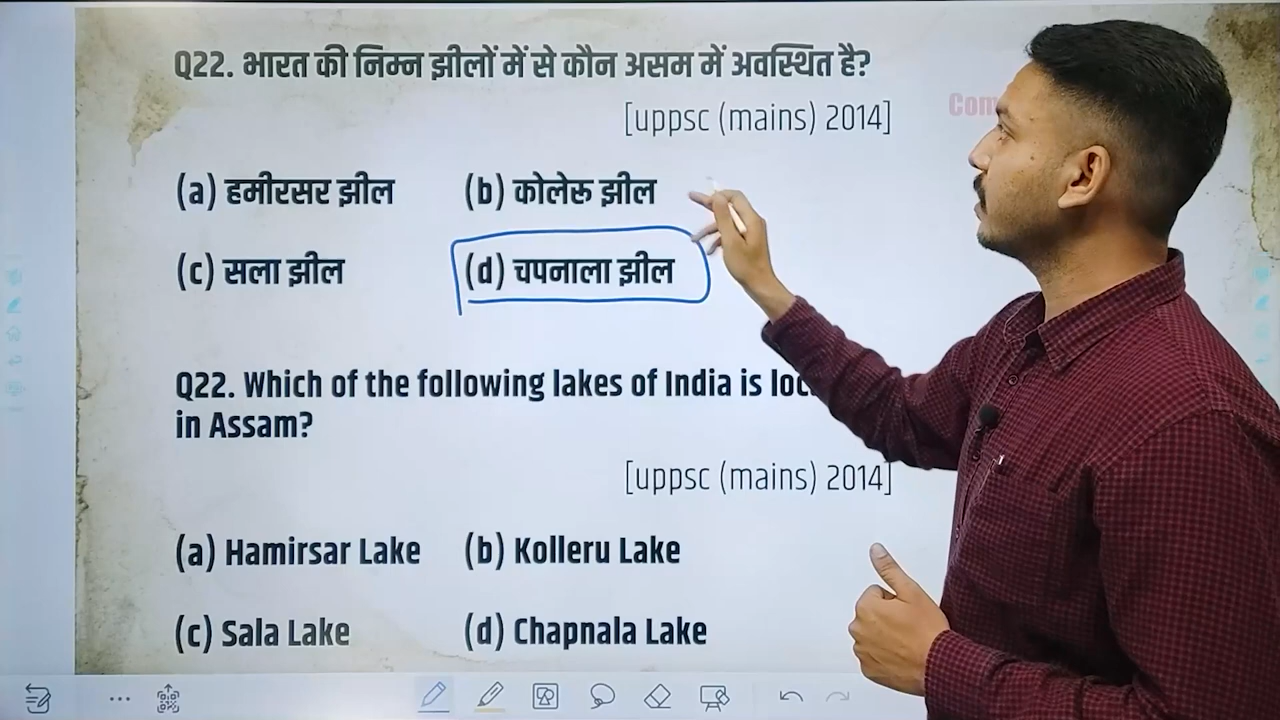 Q22. भारत की निम्न झीलों में से कौन असम में अवस्थित है?
[uppsc (mains) 2014]
(a) हमीरसर झील (b) कोलेरू झील
(c) सला झील (d) चपनाला झील
Q22. Which of the following lakes of India is
in Assam?
[uppsc (mains) 2014]
(a) Hamirsar Lake (b) Kolleru Lake
(c) Sala Lake (d) Chapnala Lake